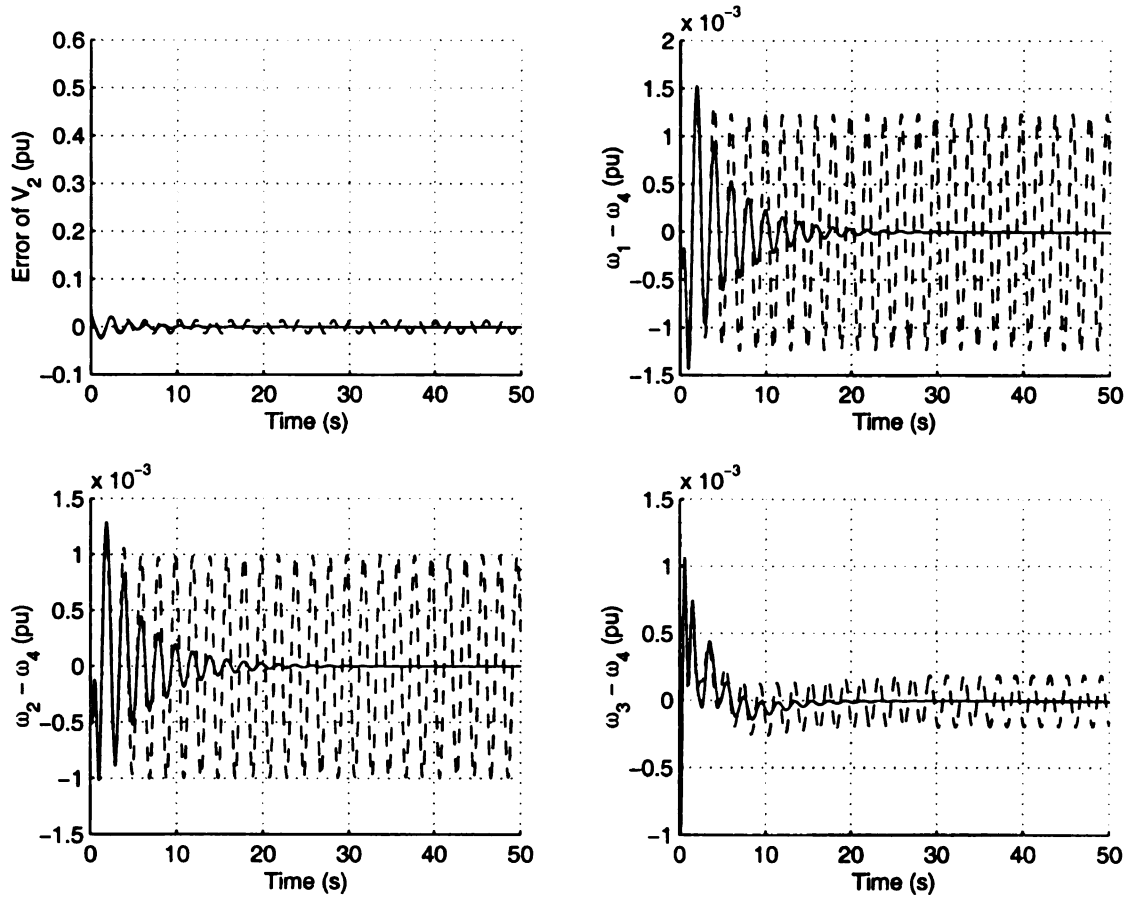 0.6
0.5
0.4
0.3
0.2
0.1
0
−0.1
Error of V₂ (pu)
0 10 20 30 40 50
Time (s)
x 10⁻³
2
1.5
1
0.5
0
−0.5
−1
−1.5
ω₁ − ω₄ (pu)
0 10 20 30 40 50
Time (s)
x 10⁻³
1.5
1
0.5
0
−0.5
−1
−1.5
ω₂ − ω₄ (pu)
0 10 20 30 40 50
Time (s)
x 10⁻³
1.5
1
0.5
0
−0.5
−1
ω₃ − ω₄ (pu)
0 10 20 30 40 50
Time (s)